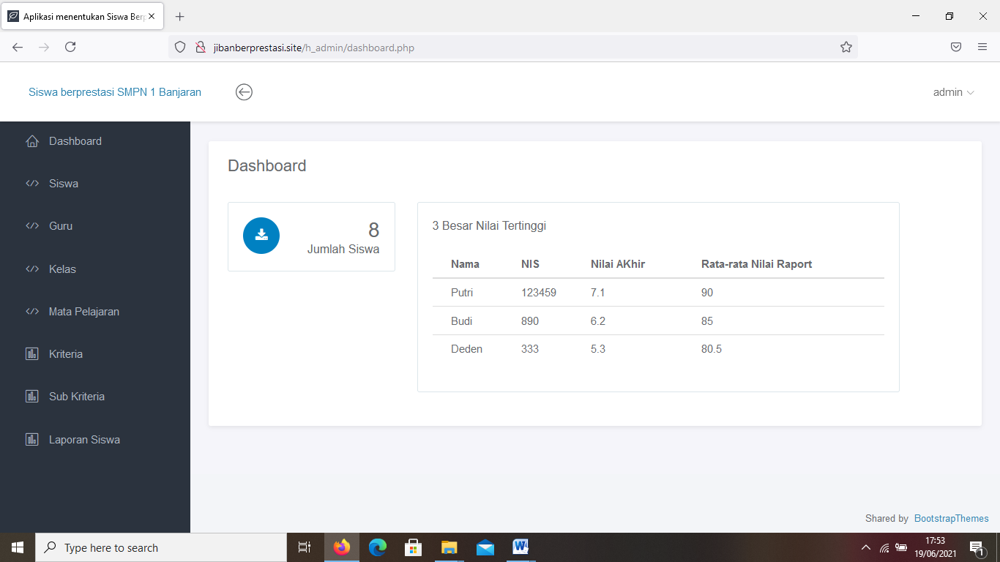 Aplikasi menentukan Siswa Berp
jibanberprestasi.site/h_admin/dashboard.php
Siswa berprestasi SMPN 1 Banjaran
admin
Dashboard
Siswa
Guru
Kelas
Mata Pelajaran
Kriteria
Sub Kriteria
Laporan Siswa
Dashboard
8
Jumlah Siswa
3 Besar Nilai Tertinggi
Nama NIS Nilai AKhir Rata-rata Nilai Raport
Putri 123459 7.1 90
Budi 890 6.2 85
Deden 333 5.3 80.5
Shared by BootstrapThemes
Type here to search
17:53
19/06/2021
1